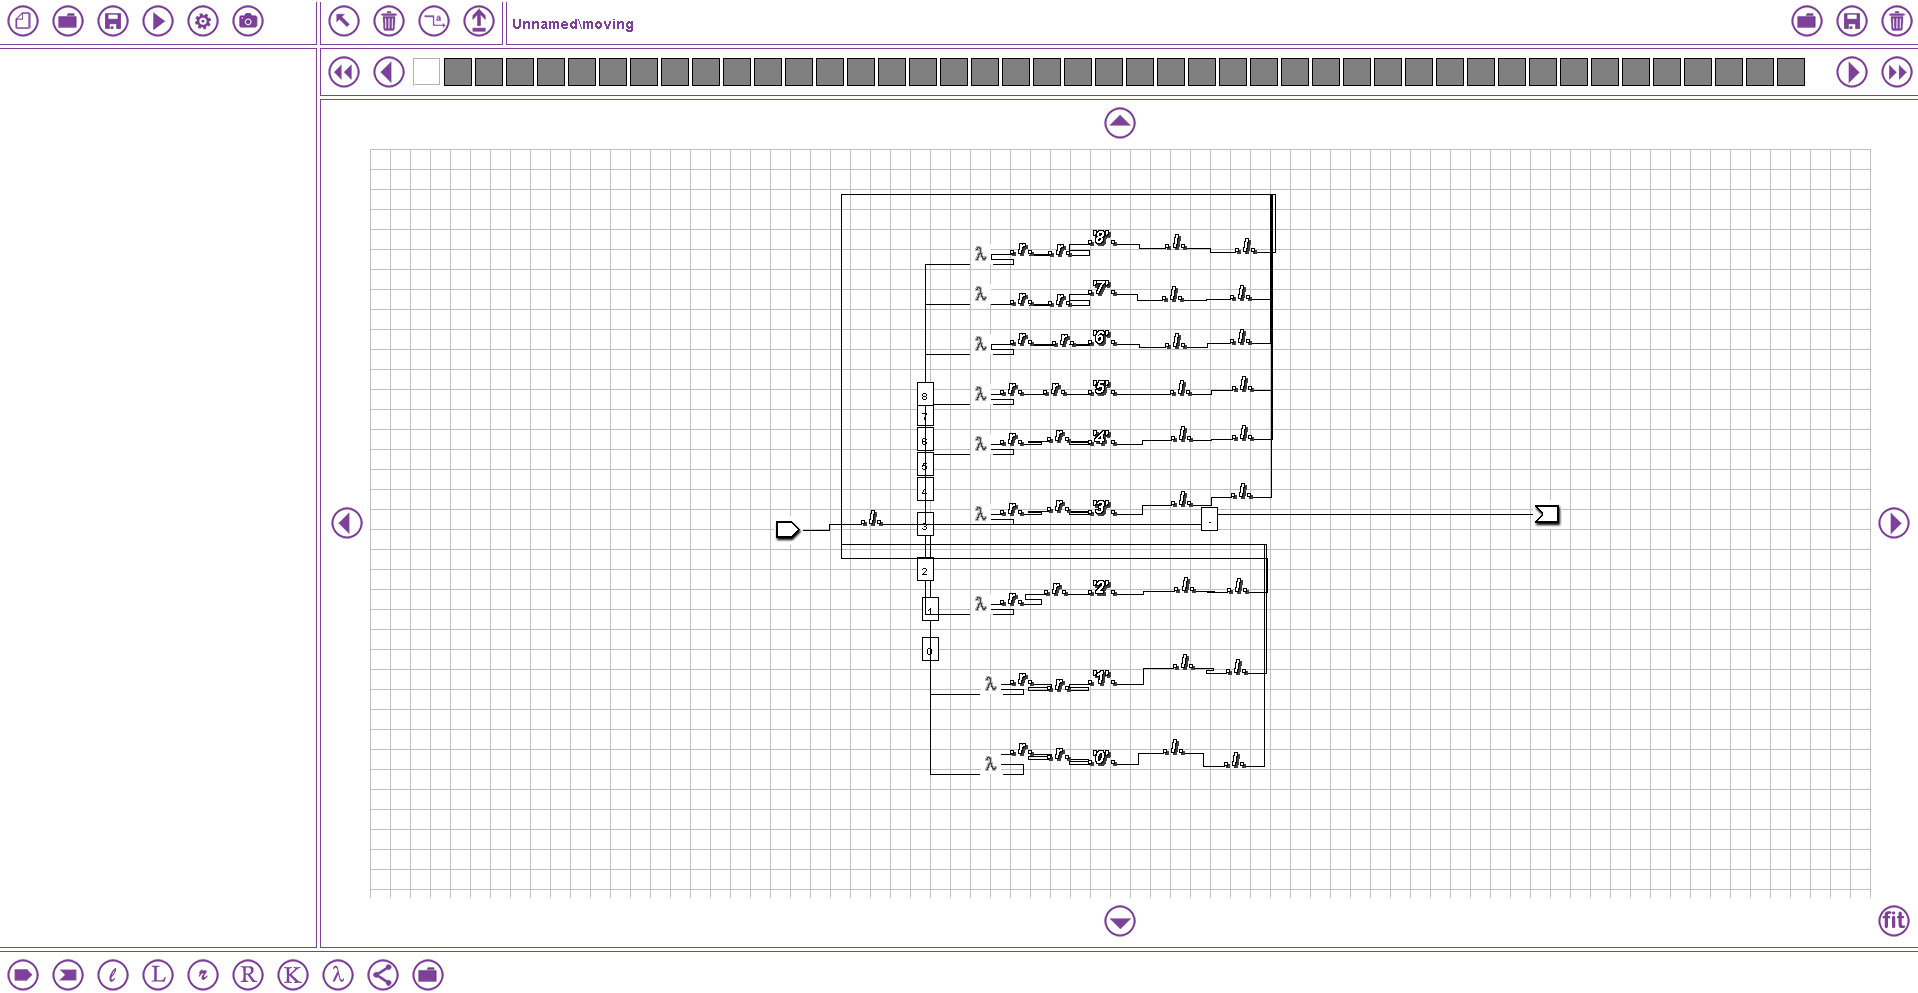 a
Unnamed\moving
λ r r '8' l l
λ r r '7' l l
λ r r '6' l l
8
λ r r '5' l l
7
6
λ r r '4' l l
5
4
λ r r '3' l l
l 3 .
2
λ r r '2' l l
1
0
λ r r '1' l l
λ r r '0' l l
fit
ℓ L r R K λ